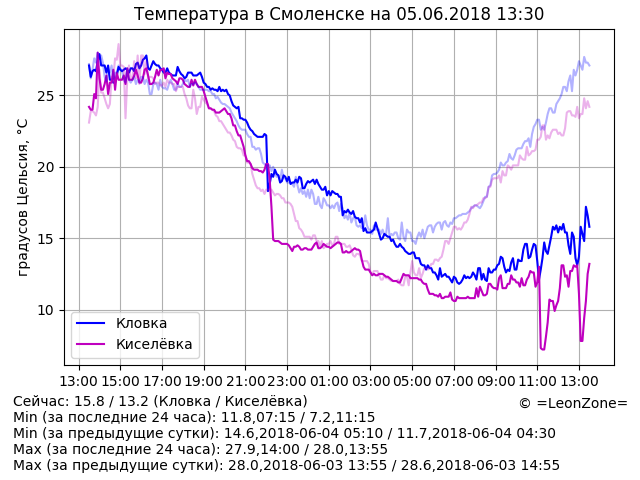 Температура в Смоленске на 05.06.2018 13:30
градусов Цельсия, °C
25
20
15
10
Кловка
Киселёвка
13:00 15:00 17:00 19:00 21:00 23:00 01:00 03:00 05:00 07:00 09:00 11:00 13:00
Сейчас: 15.8 / 13.2 (Кловка / Киселёвка)
© =LeonZone=
Min (за последние 24 часа): 11.8,07:15 / 7.2,11:15
Min (за предыдущие сутки): 14.6,2018-06-04 05:10 / 11.7,2018-06-04 04:30
Max (за последние 24 часа): 27.9,14:00 / 28.0,13:55
Max (за предыдущие сутки): 28.0,2018-06-03 13:55 / 28.6,2018-06-03 14:55